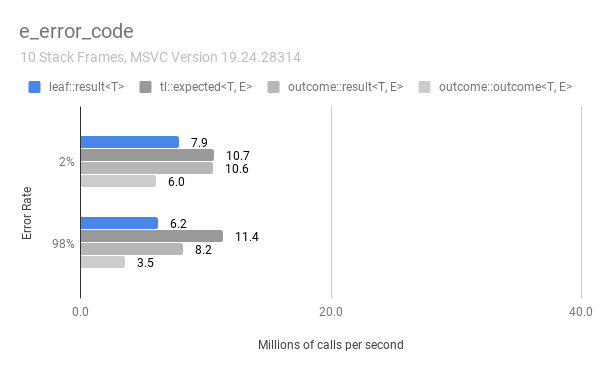 e_error_code
10 Stack Frames, MSVC Version 19.24.28314
leaf::result<T> tl::expected<T, E> outcome::result<T, E> outcome::outcome<T, E>
Error Rate
2%
7.9
10.7
10.6
6.0
98%
6.2
11.4
8.2
3.5
0.0 20.0 40.0
Millions of calls per second